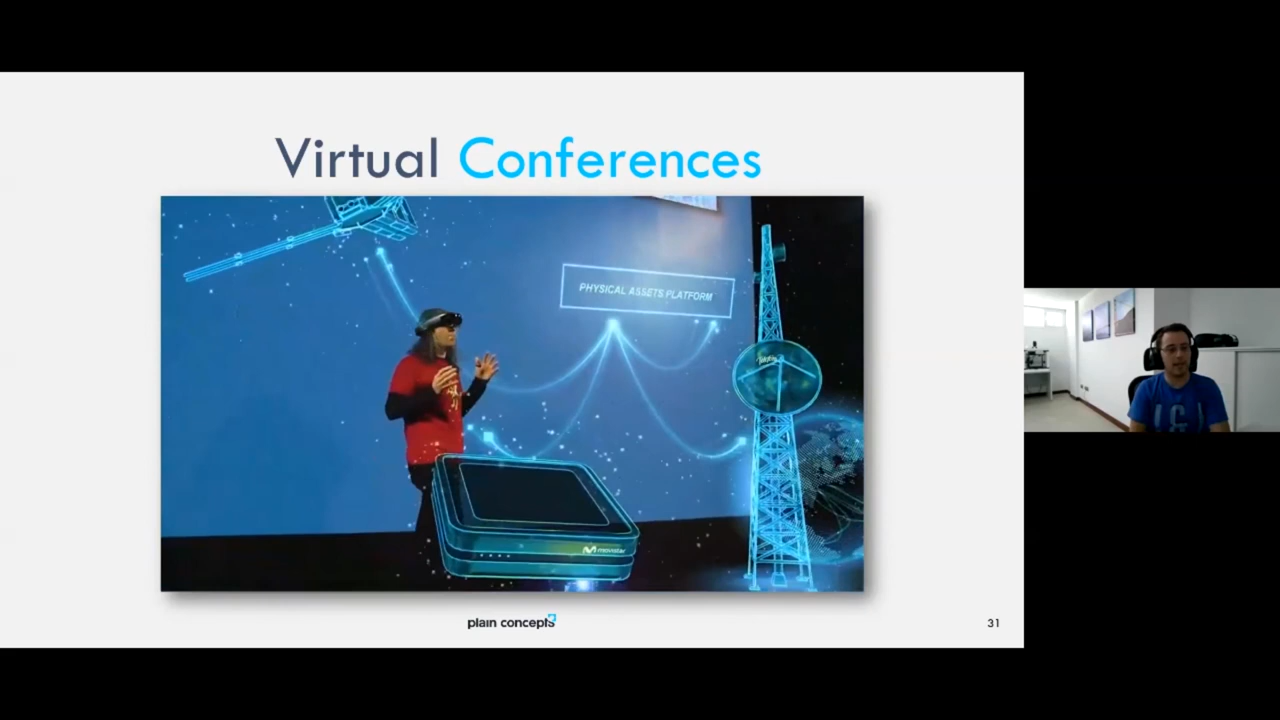 Virtual Conferences
PHYSICAL ASSETS PLATFORM
movistar
plain concepts
31